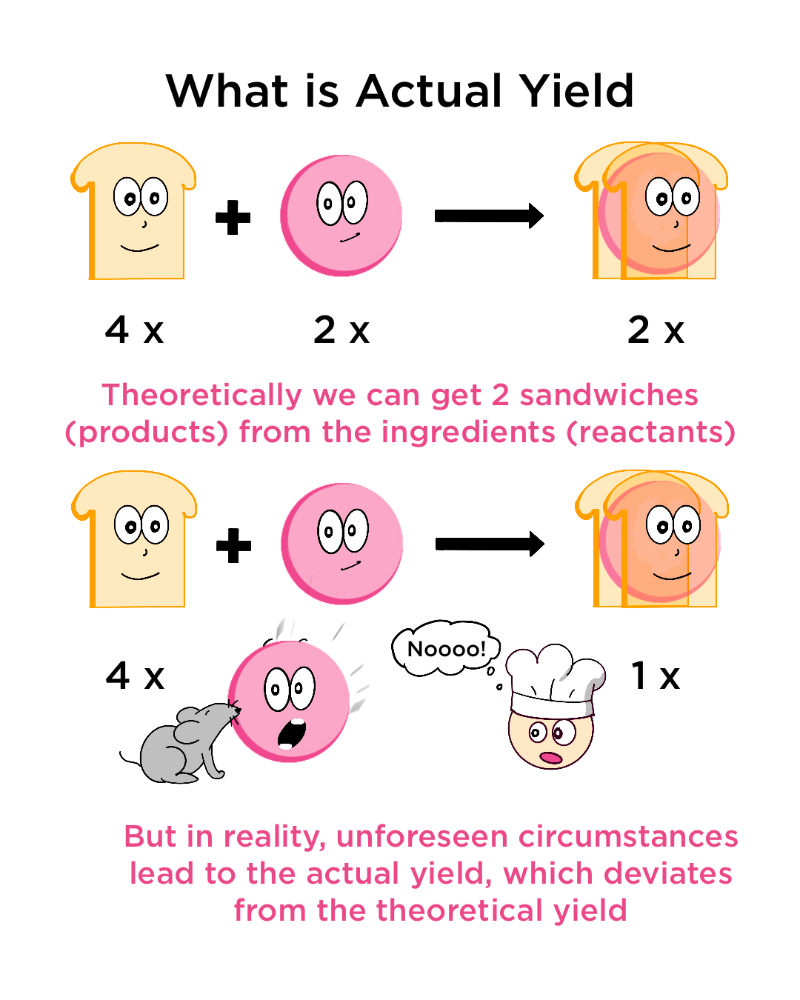 What is Actual Yield
4 x
2 x
2 x
Theoretically we can get 2 sandwiches
(products) from the ingredients (reactants)
Noooo!
4 x
1 x
But in reality, unforeseen circumstances
lead to the actual yield, which deviates
from the theoretical yield